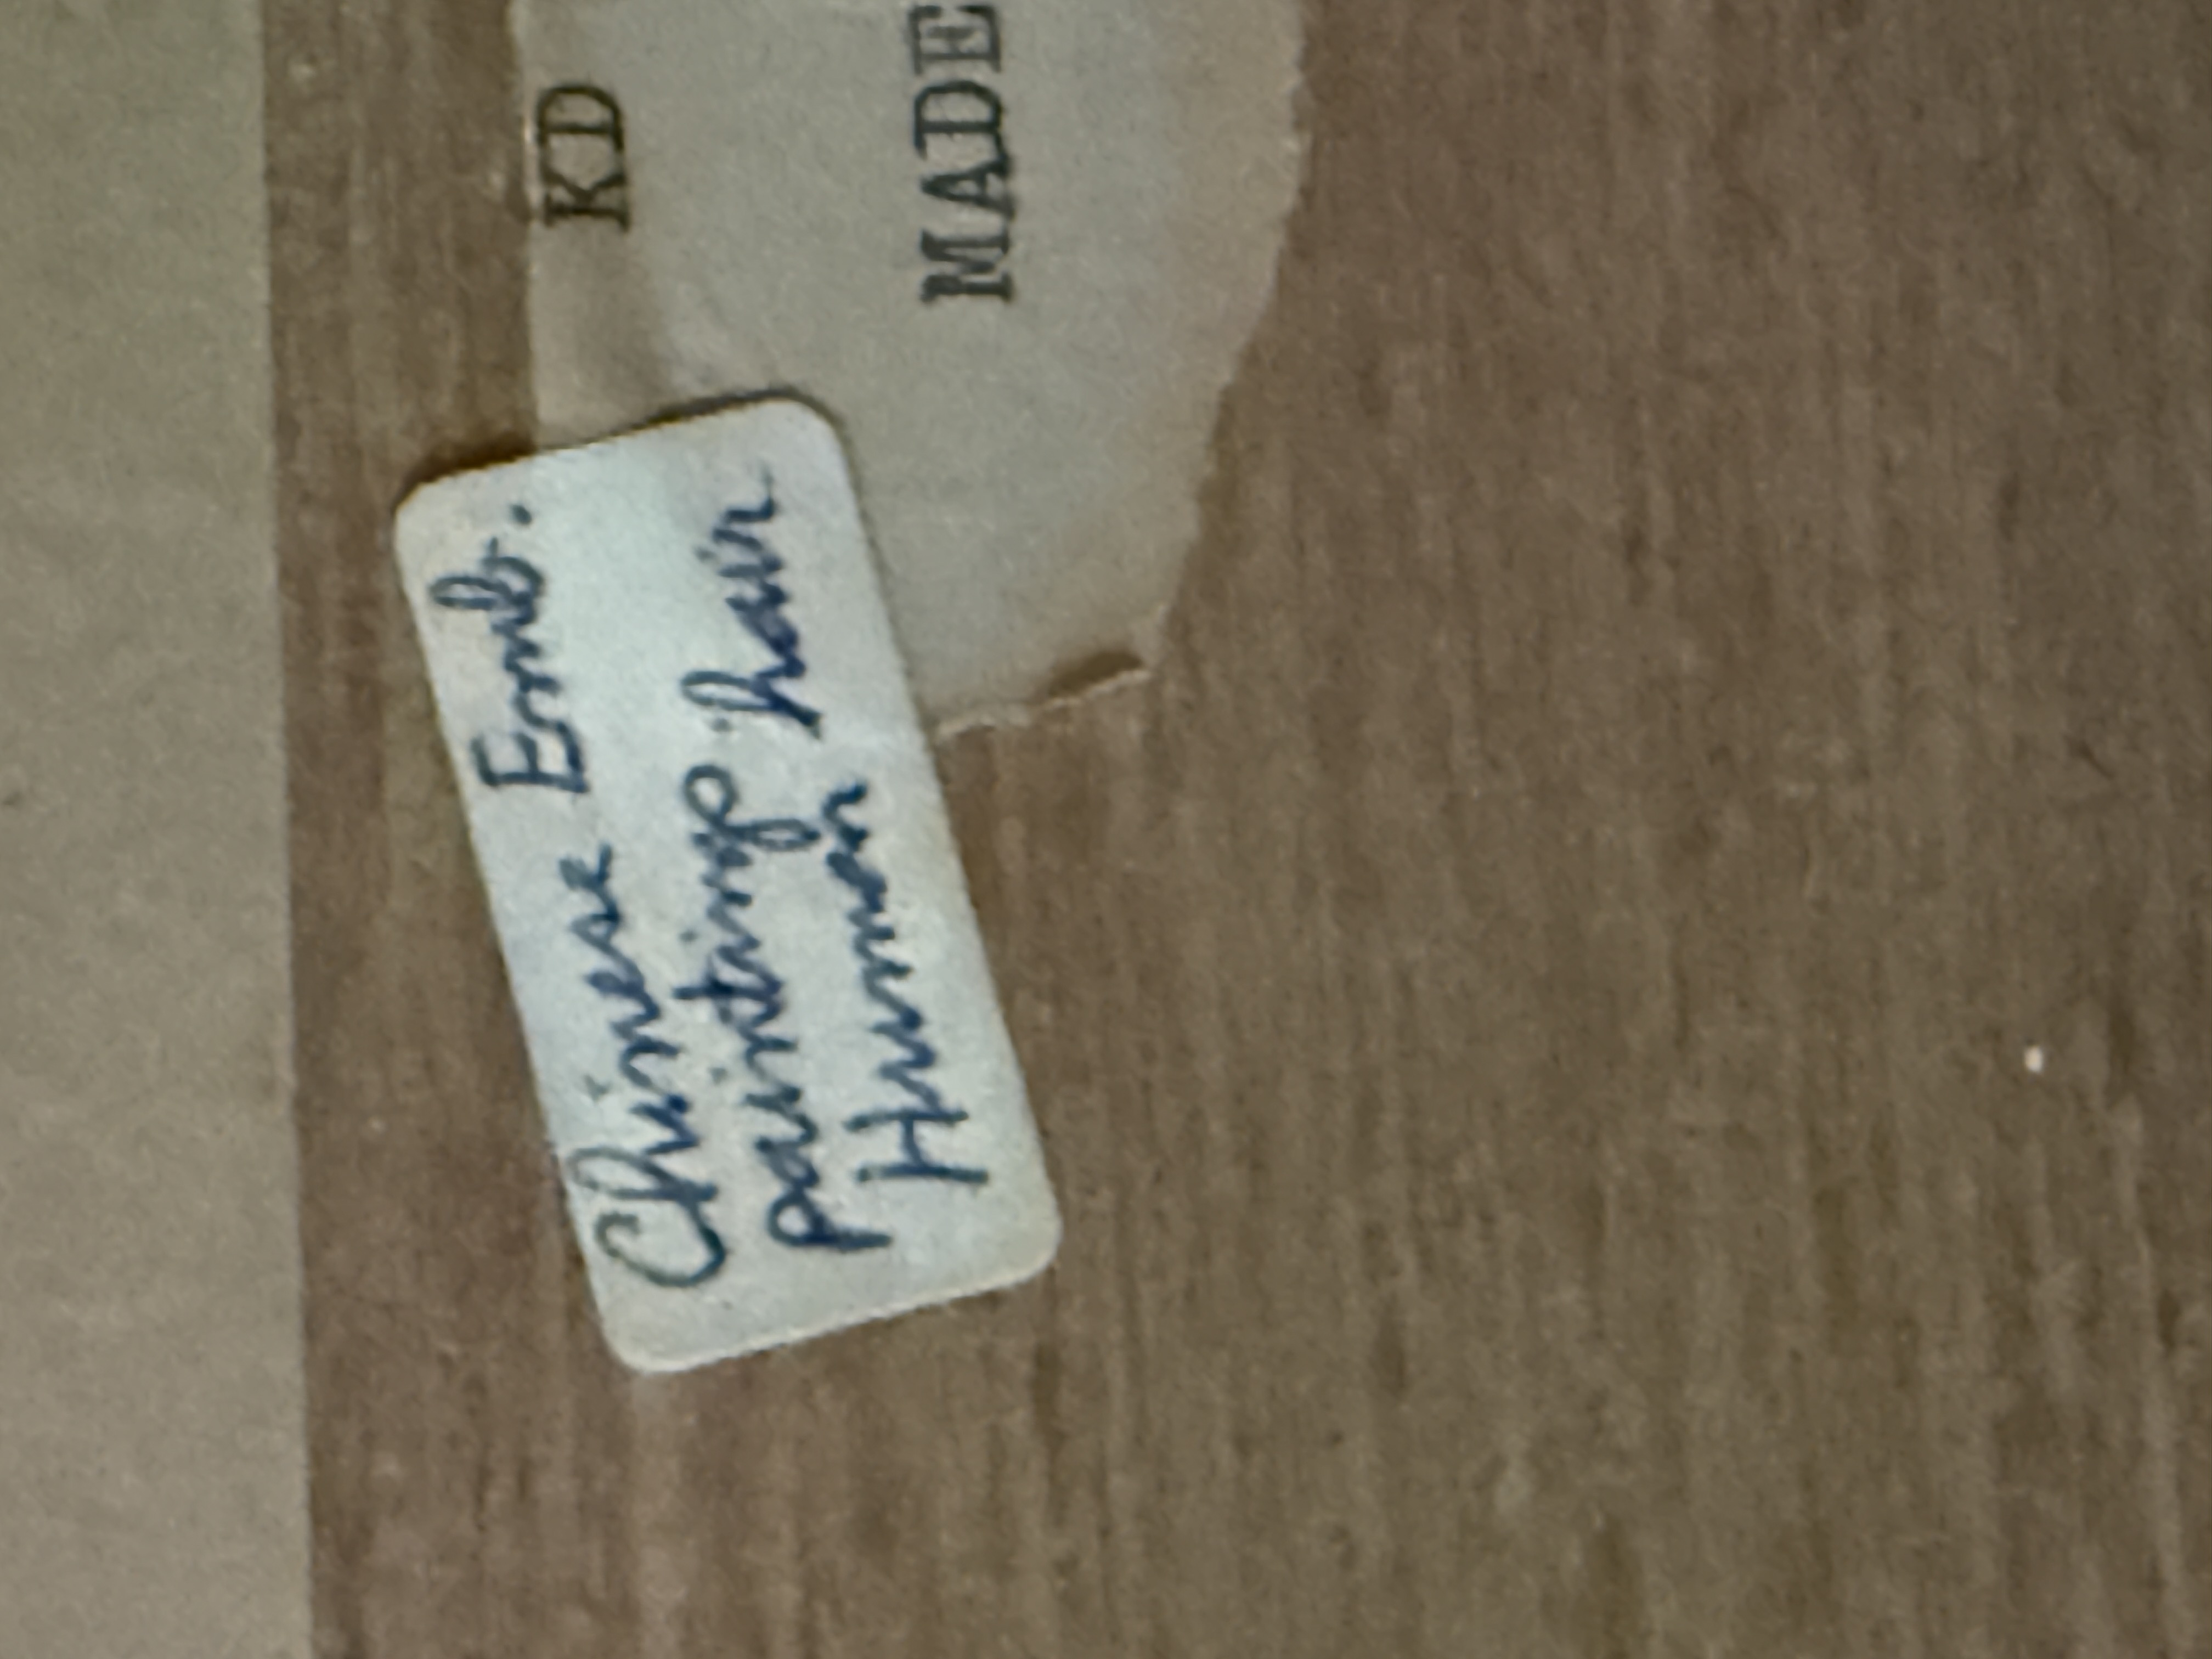 KD
MADE
Chinese Emb.
painting hair
Human